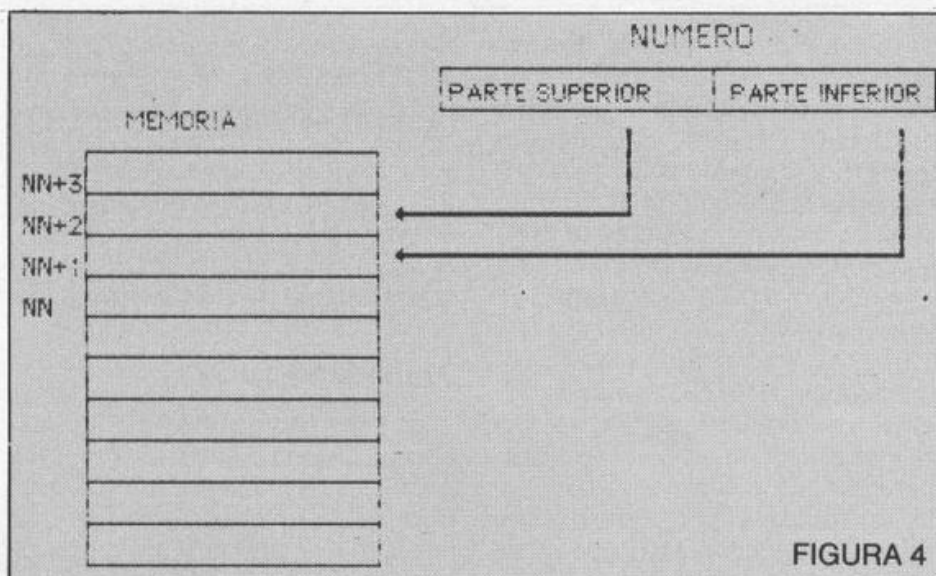 NUMERO
PARTE SUPERIOR
PARTE INFERIOR
MEMORIA
NN+3
NN+2
NN+1
NN
FIGURA 4